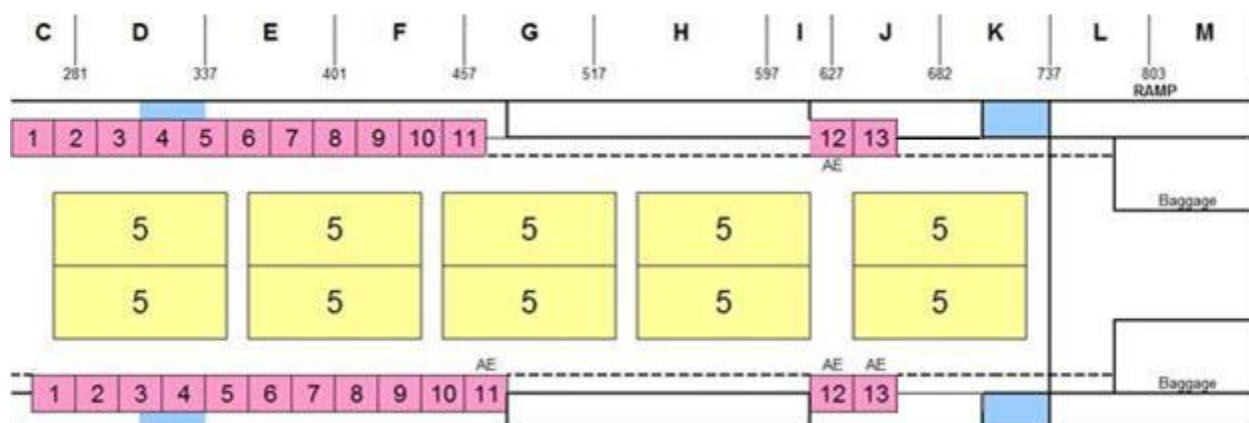 C D E F G H I J K L M
281 337 401 457 517 597 627 682 737 803
RAMP
1 2 3 4 5 6 7 8 9 10 11 12 13
AE
Baggage
5 5 5 5 5
5 5 5 5 5
AE AE AE
Baggage
1 2 3 4 5 6 7 8 9 10 11 12 13